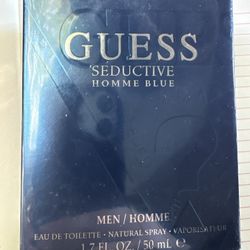 GUESS
SEDUCTIVE
HOMME BLUE
MEN / HOMME
EAU DE TOILETTE • NATURAL SPRAY • VAPORISATEUR
1.7 FL. OZ. / 50 mL ℮